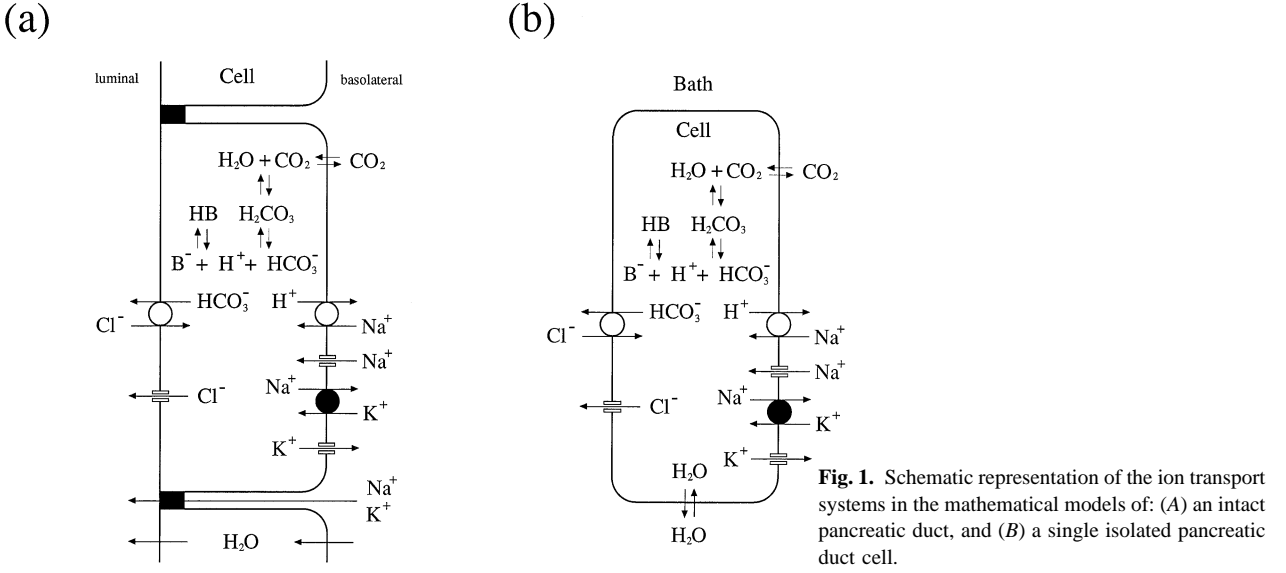 (a)
luminal Cell basolateral
H₂O + CO₂ CO₂
HB H₂CO₃
B⁻ + H⁺ + HCO₃⁻
HCO₃⁻ H⁺
Cl⁻ Na⁺
Na⁺
Na⁺
Cl⁻
K⁺
K⁺
Na⁺
K⁺
H₂O
(b)
Bath
Cell
H₂O + CO₂ CO₂
HB H₂CO₃
B⁻ + H⁺ + HCO₃⁻
HCO₃⁻ H⁺
Cl⁻ Na⁺
Na⁺
Na⁺
Cl⁻
K⁺
K⁺
H₂O
H₂O
Fig. 1. Schematic representation of the ion transport
systems in the mathematical models of: (A) an intact
pancreatic duct, and (B) a single isolated pancreatic
duct cell.